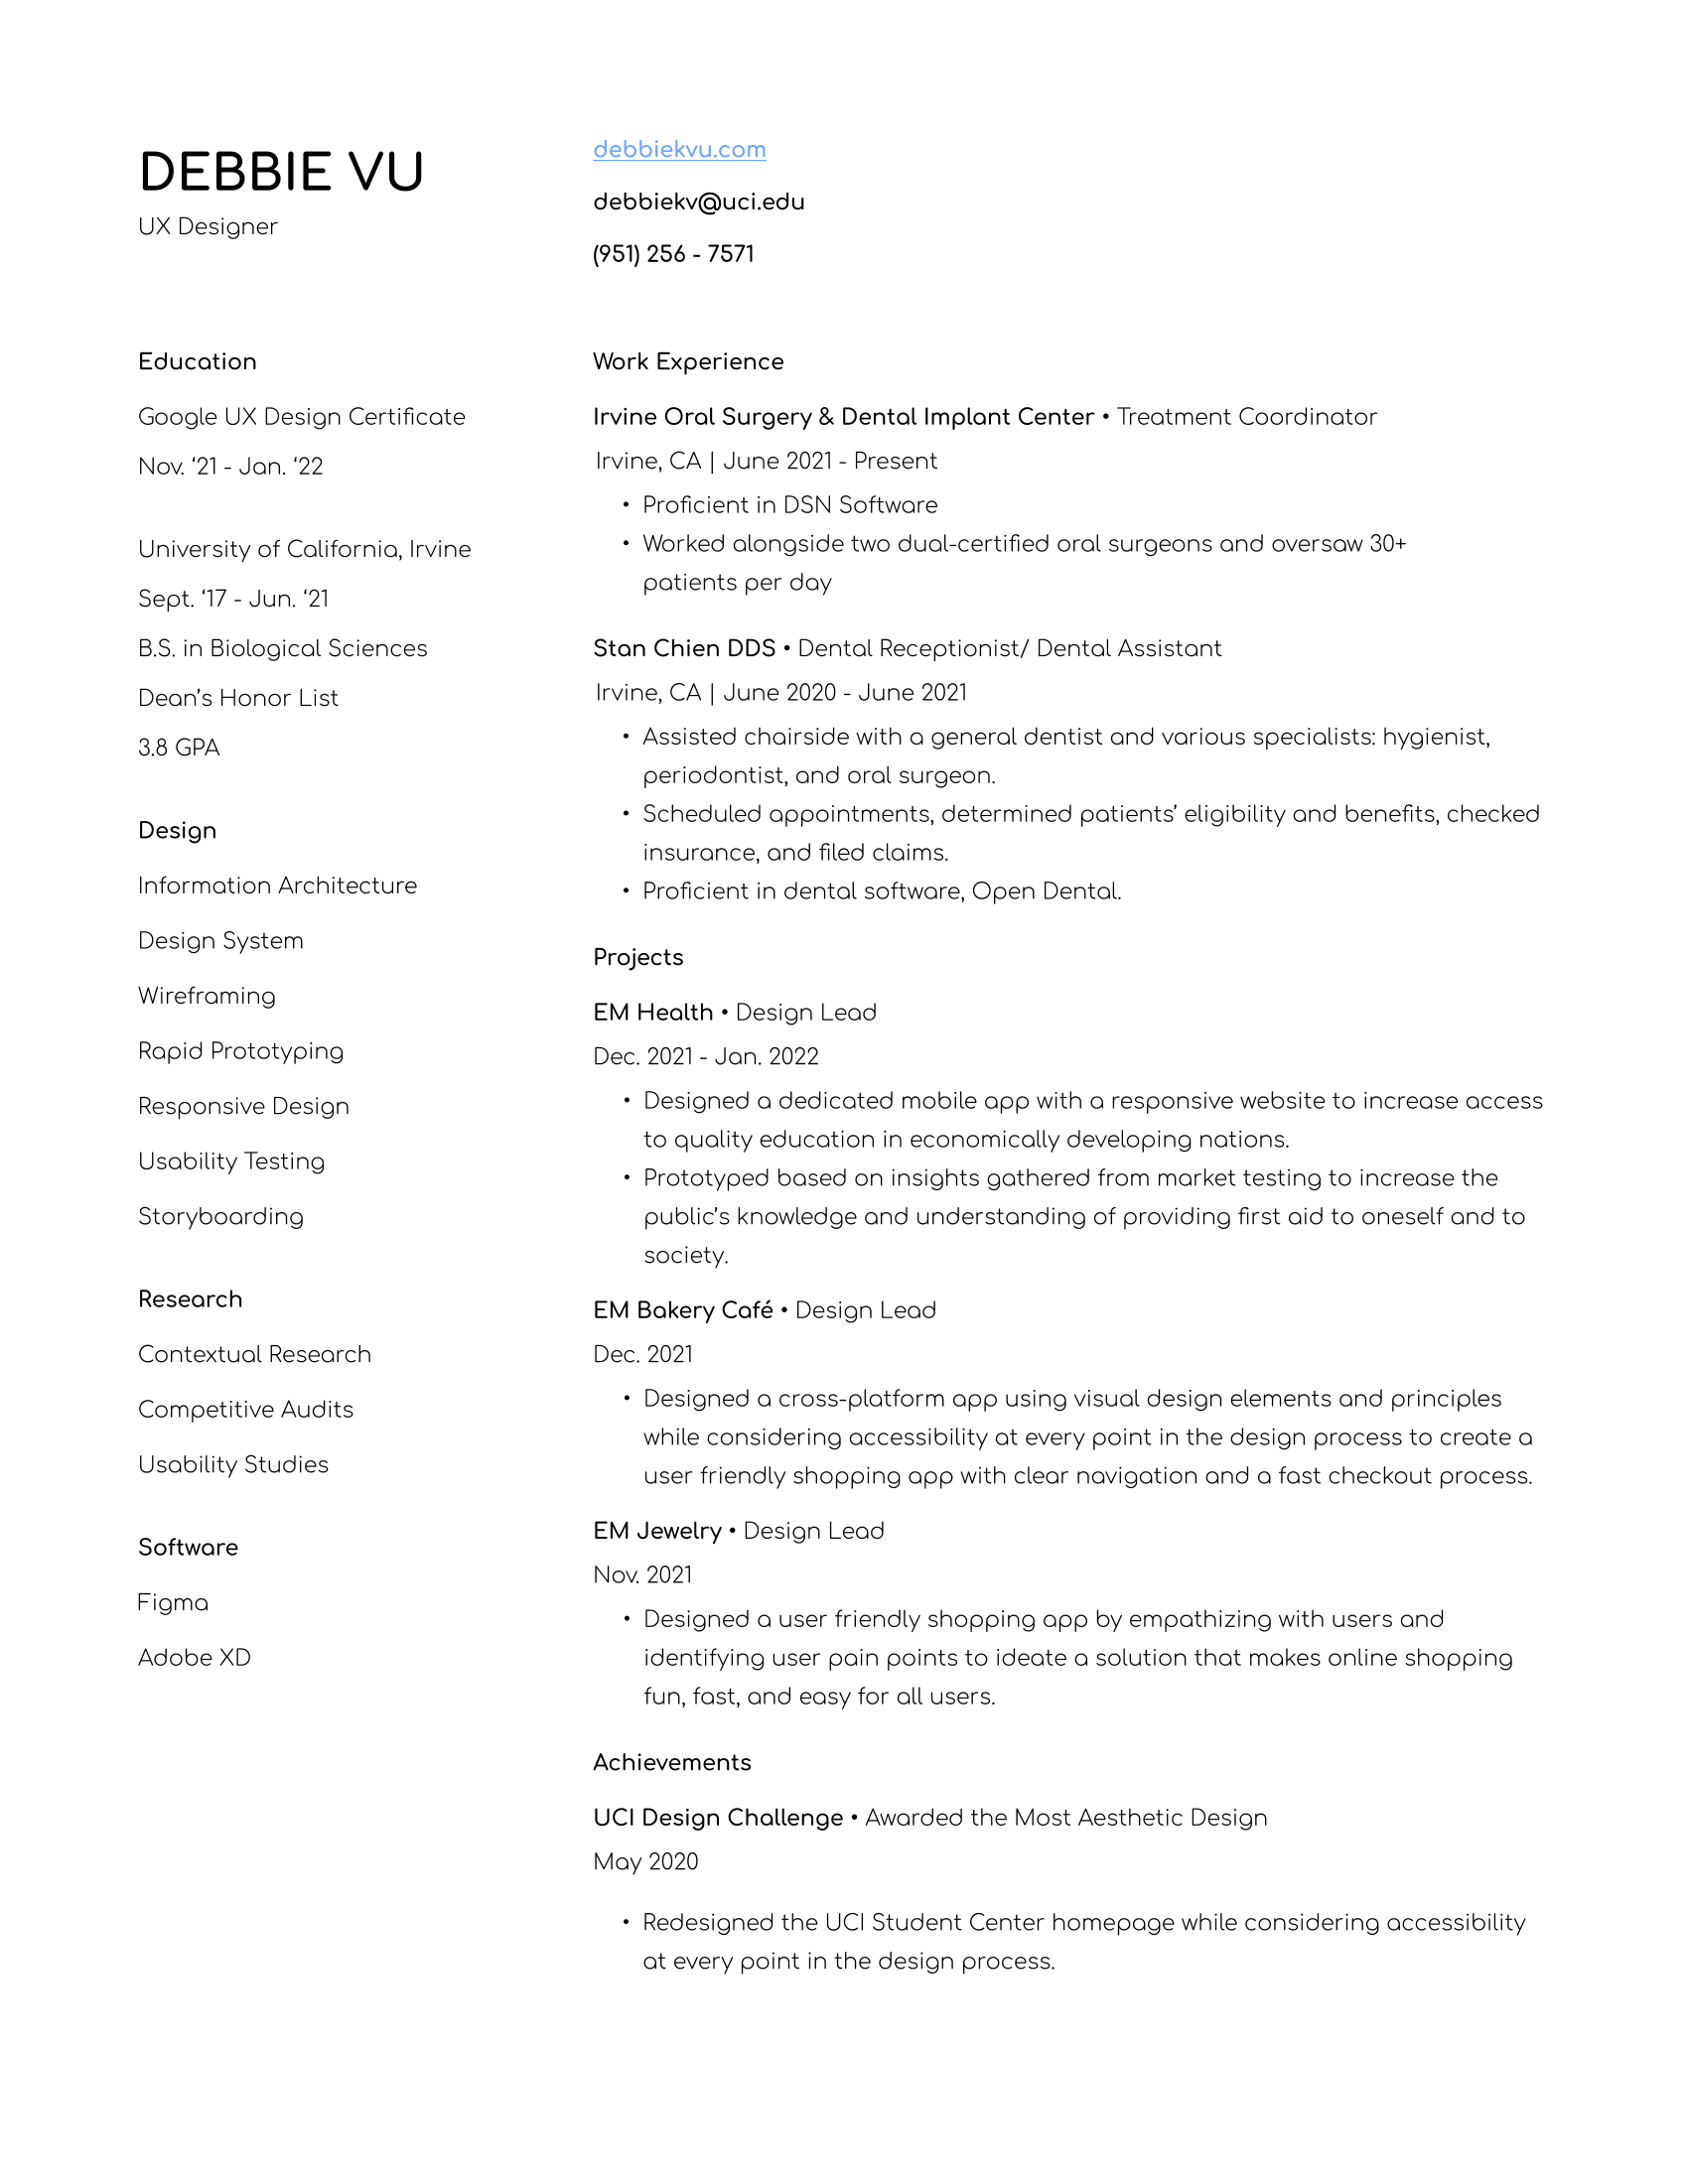 DEBBIE VU
UX Designer
debbiekvu.com
debbiekv@uci.edu
(951) 256 - 7571
Education
Google UX Design Certificate
Nov. ‘21 - Jan. ‘22
University of California, Irvine
Sept. ‘17 - Jun. ‘21
B.S. in Biological Sciences
Dean’s Honor List
3.8 GPA
Design
Information Architecture
Design System
Wireframing
Rapid Prototyping
Responsive Design
Usability Testing
Storyboarding
Research
Contextual Research
Competitive Audits
Usability Studies
Software
Figma
Adobe XD
Work Experience
Irvine Oral Surgery & Dental Implant Center • Treatment Coordinator
Irvine, CA | June 2021 - Present
• Proficient in DSN Software
• Worked alongside two dual-certified oral surgeons and oversaw 30+
patients per day
Stan Chien DDS • Dental Receptionist/ Dental Assistant
Irvine, CA | June 2020 - June 2021
• Assisted chairside with a general dentist and various specialists: hygienist,
periodontist, and oral surgeon.
• Scheduled appointments, determined patients’ eligibility and benefits, checked
insurance, and filed claims.
• Proficient in dental software, Open Dental.
Projects
EM Health • Design Lead
Dec. 2021 - Jan. 2022
• Designed a dedicated mobile app with a responsive website to increase access
to quality education in economically developing nations.
• Prototyped based on insights gathered from market testing to increase the
public’s knowledge and understanding of providing first aid to oneself and to
society.
EM Bakery Café • Design Lead
Dec. 2021
• Designed a cross-platform app using visual design elements and principles
while considering accessibility at every point in the design process to create a
user friendly shopping app with clear navigation and a fast checkout process.
EM Jewelry • Design Lead
Nov. 2021
• Designed a user friendly shopping app by empathizing with users and
identifying user pain points to ideate a solution that makes online shopping
fun, fast, and easy for all users.
Achievements
UCI Design Challenge • Awarded the Most Aesthetic Design
May 2020
• Redesigned the UCI Student Center homepage while considering accessibility
at every point in the design process.